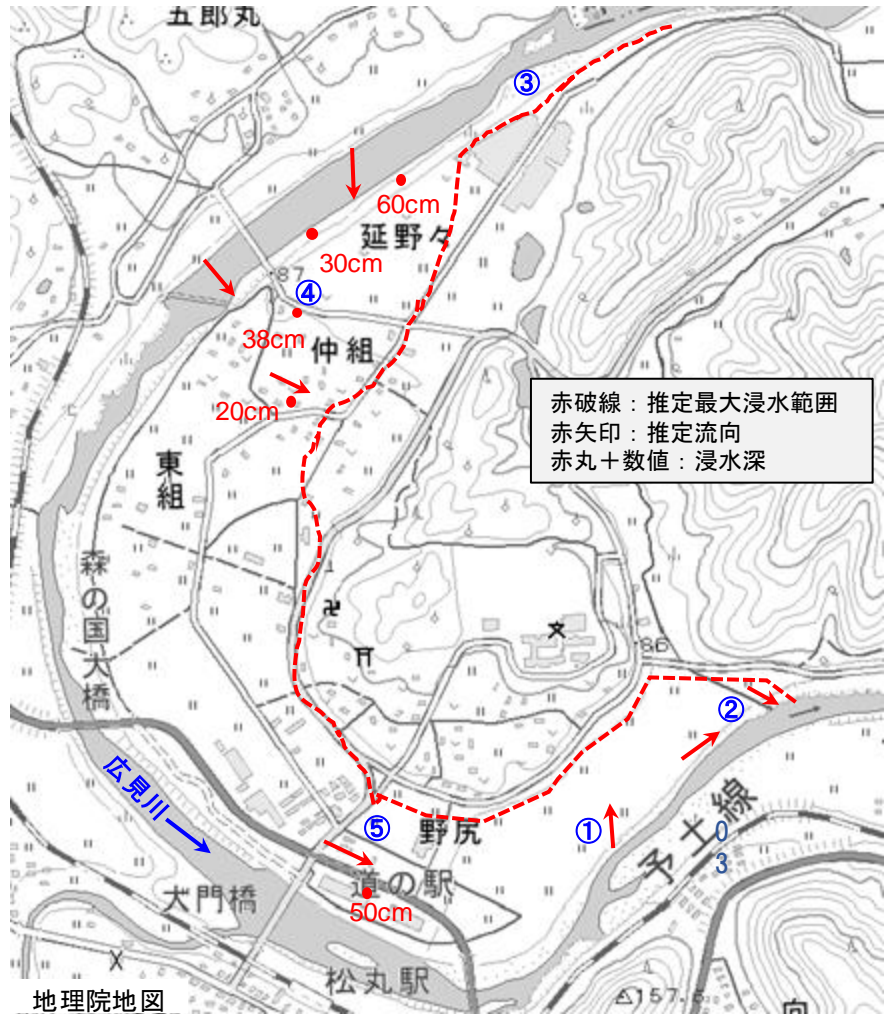 五郎丸
③
60cm
延野々
30cm
87
④
38cm
仲組
20cm
赤破線：推定最大浸水範囲
赤矢印：推定流向
赤丸＋数値：浸水深
東組
森の国大橋
文
86
②
広見川
⑤
野尻
①
予土線
03
道の駅
犬門橋
50cm
松丸駅
157.6
向
地理院地図